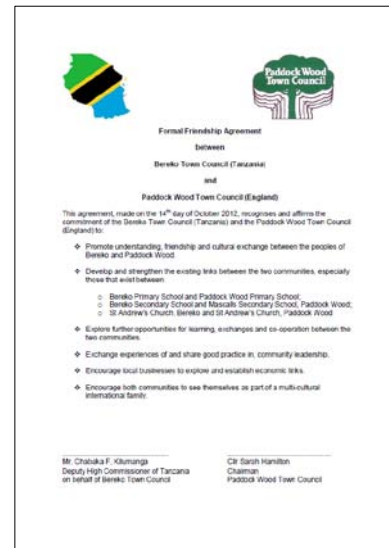 Paddock Wood
Town Council
Formal Friendship Agreement
between
Bereko Town Council (Tanzania)
and
Paddock Wood Town Council (England)
This agreement, made on the 14th day of October 2012, recognises and affirms the
commitment of the Bereko Town Council (Tanzania) and the Paddock Wood Town Council
(England) to:
❖ Promote understanding, friendship and cultural exchange between the peoples of
Bereko and Paddock Wood.
❖ Develop and strengthen the existing links between the two communities, especially
those that exist between:
o Bereko Primary School and Paddock Wood Primary School;
o Bereko Secondary School and Mascalls Secondary School, Paddock Wood;
o St Andrew's Church, Bereko and St Andrew's Church, Paddock Wood
❖ Explore further opportunities for learning, exchanges and co-operation between the
two communities.
❖ Exchange experiences of and share good practice in, community leadership.
❖ Encourage local businesses to explore and establish economic links.
❖ Encourage both communities to see themselves as part of a multi-cultural
international family.
Mr. Chabaka F. Kilumanga
Deputy High Commissioner of Tanzania
on behalf of Bereko Town Council
Cllr Sarah Hamilton
Chairman
Paddock Wood Town Council